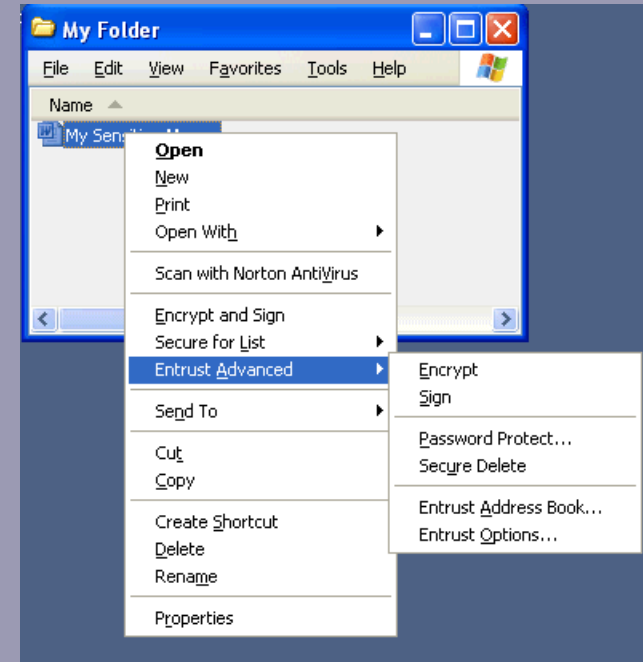 My Folder
File Edit View Favorites Tools Help
Name
My Sensitive
Open
New
Print
Open With
Scan with Norton AntiVirus
Encrypt and Sign
Secure for List
Entrust Advanced
Send To
Cut
Copy
Create Shortcut
Delete
Rename
Properties
Encrypt
Sign
Password Protect...
Secure Delete
Entrust Address Book...
Entrust Options...